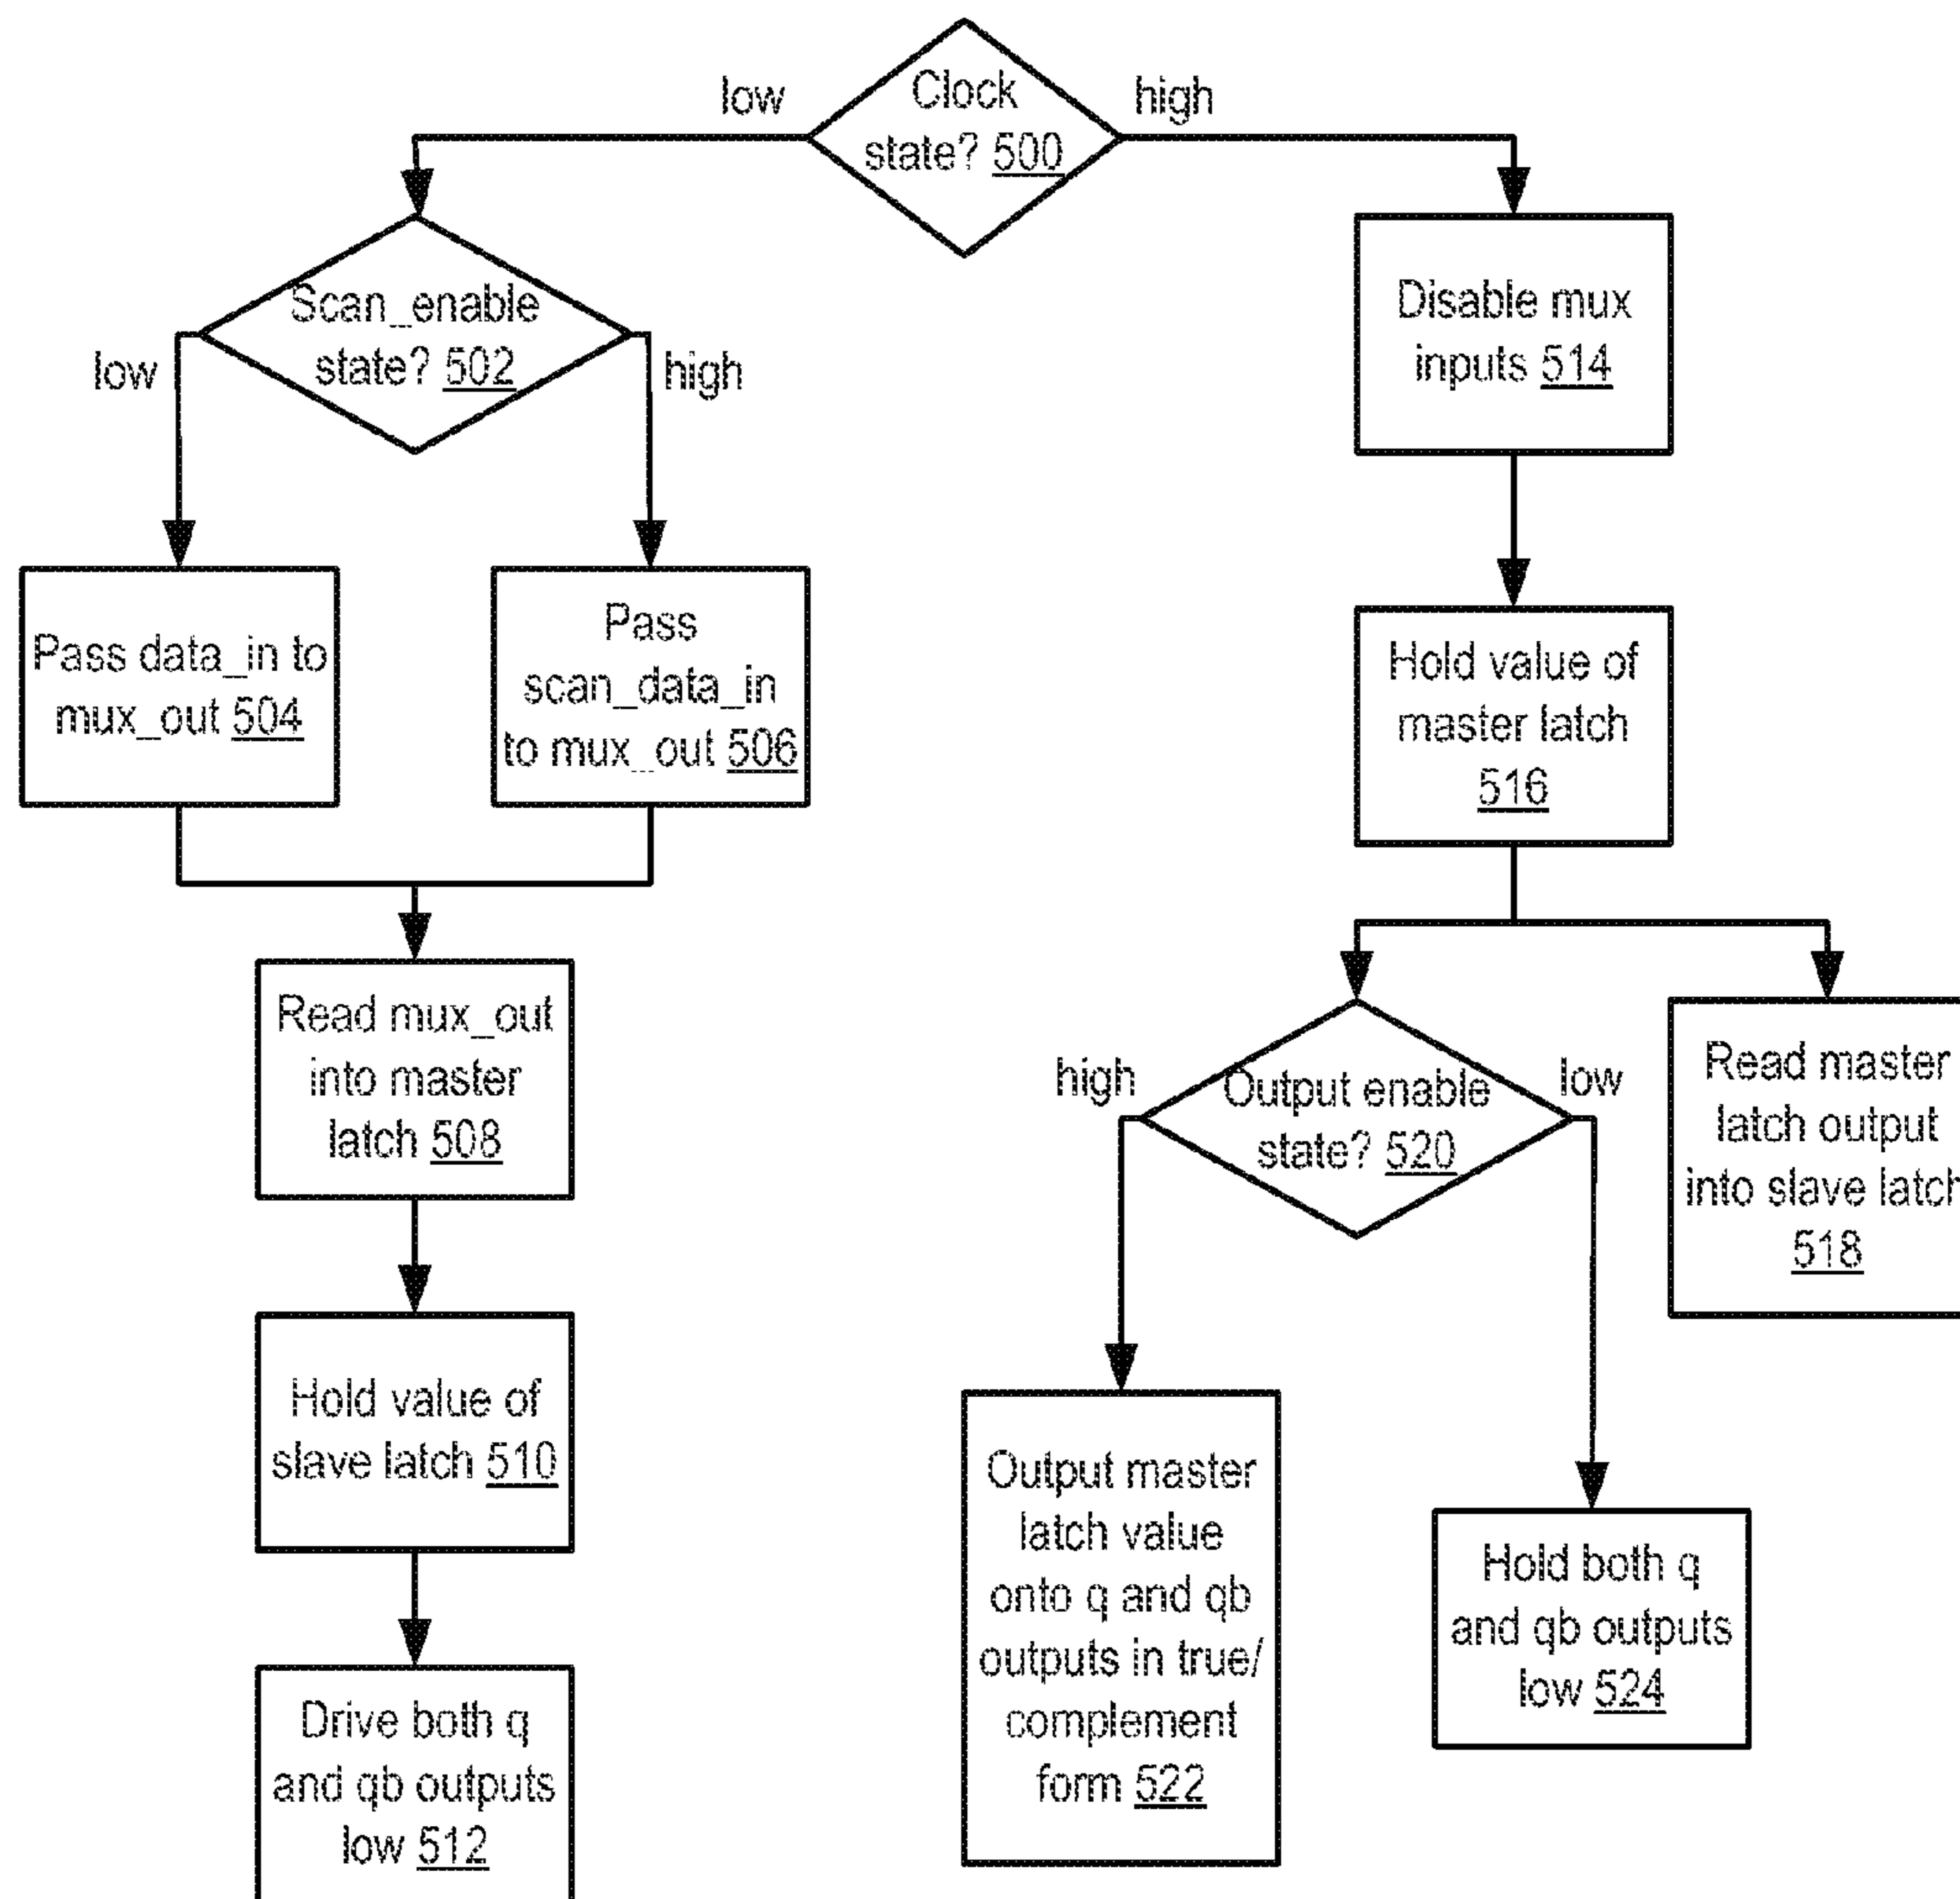 low
Clock
state? 500
high
Scan_enable
state? 502
low
high
Pass data_in to
mux_out 504
Pass
scan_data_in
to mux_out 506
Read mux_out
into master
latch 508
Hold value of
slave latch 510
Drive both q
and qb outputs
low 512
Disable mux
inputs 514
Hold value of
master latch
516
high
Output enable
state? 520
low
Read master
latch output
into slave latch
518
Output master
latch value
onto q and qb
outputs in true/
complement
form 522
Hold both q
and qb outputs
low 524